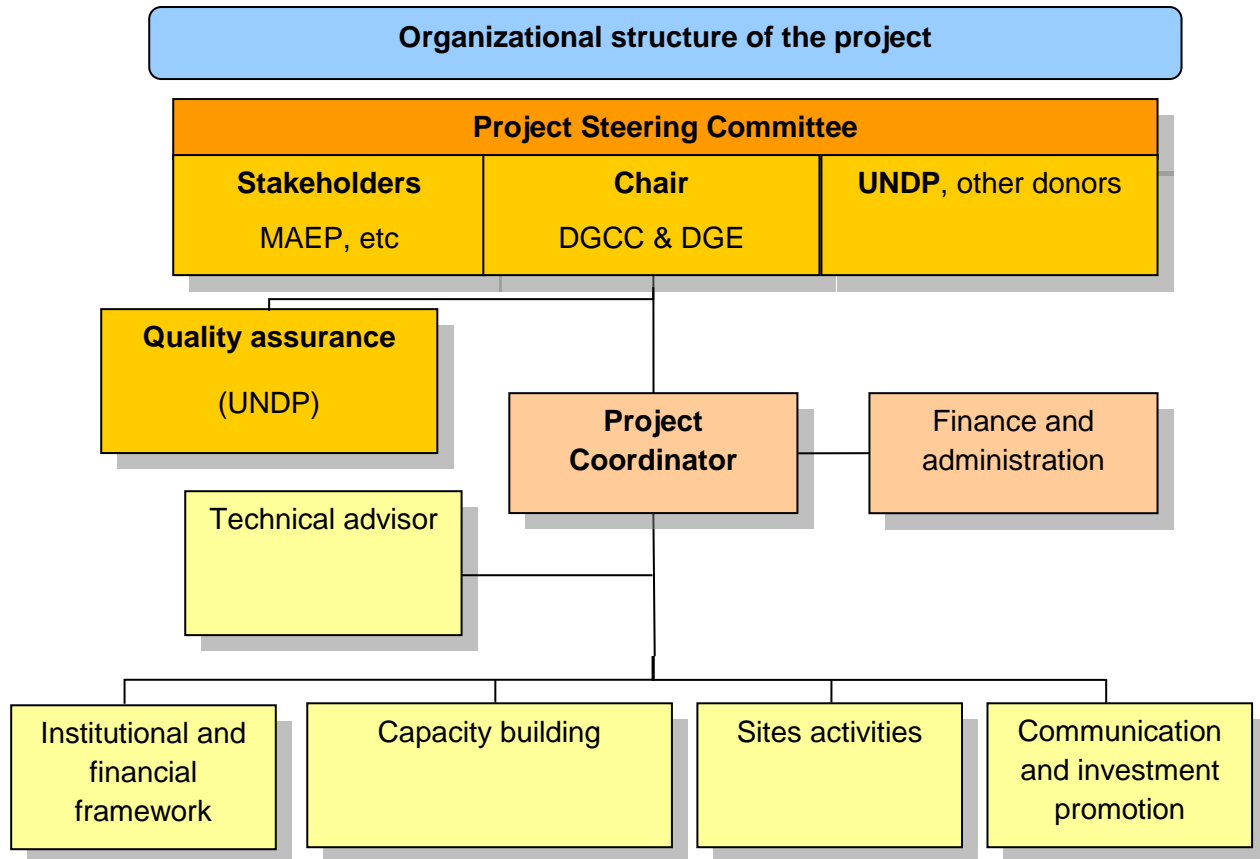 Organizational structure of the project
Project Steering Committee
Stakeholders
MAEP, etc
Chair
DGCC & DGE
UNDP, other donors
Quality assurance
(UNDP)
Project
Coordinator
Finance and
administration
Technical advisor
Institutional and
financial
framework
Capacity building
Sites activities
Communication
and investment
promotion